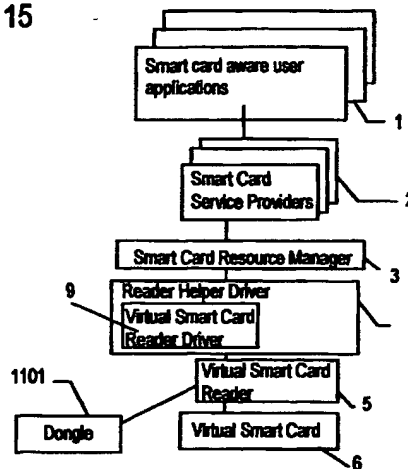 15
Smart card aware user
applications
1
Smart Card
Service Providers
2
Smart Card Resource Manager
3
Reader Helper Driver
9
Virtual Smart Card
Reader Driver
1101
Virtual Smart Card
Reader
5
Dongle
Virtual Smart Card
6